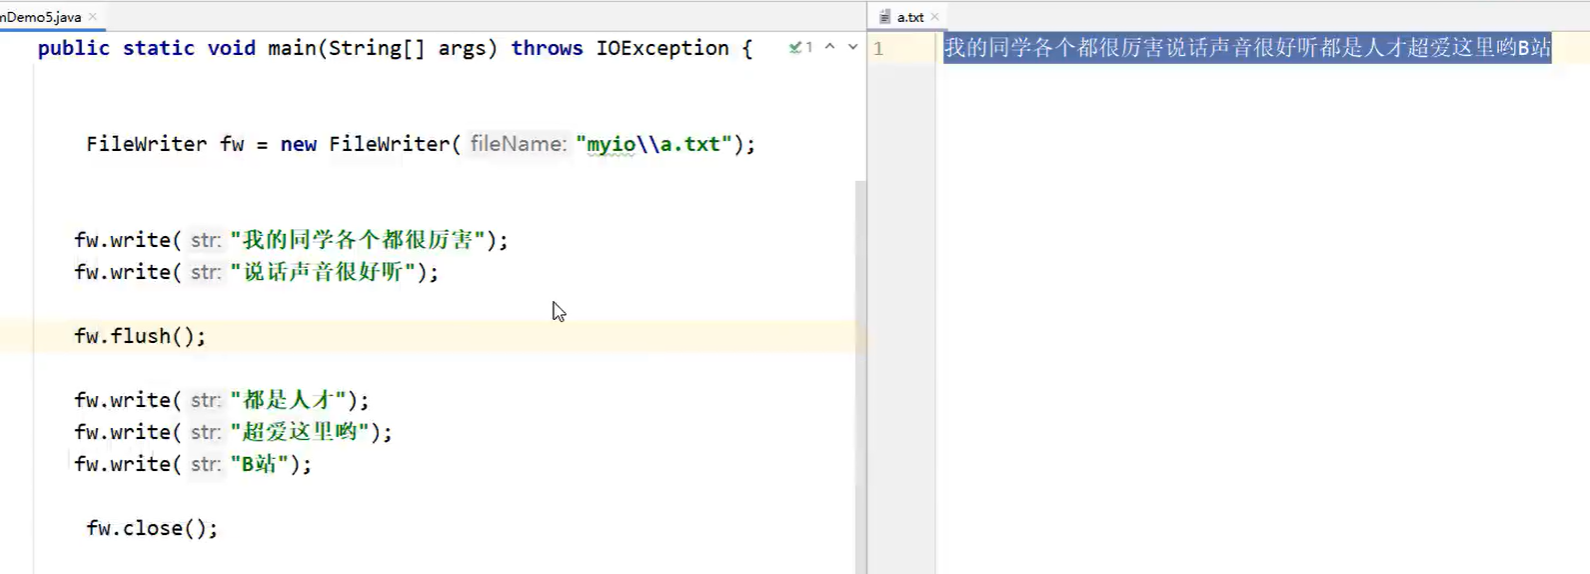 mDemo5.java
a.txt
public static void main(String[] args) throws IOException {
1
1
我的同学各个都很厉害说话声音很好听都是人才超爱这里哟B站
FileWriter fw = new FileWriter( fileName: "myio\\a.txt");
fw.write( str: "我的同学各个都很厉害");
fw.write( str: "说话声音很好听");
fw.flush();
fw.write( str: "都是人才");
fw.write( str: "超爱这里哟");
fw.write( str: "B站");
fw.close();